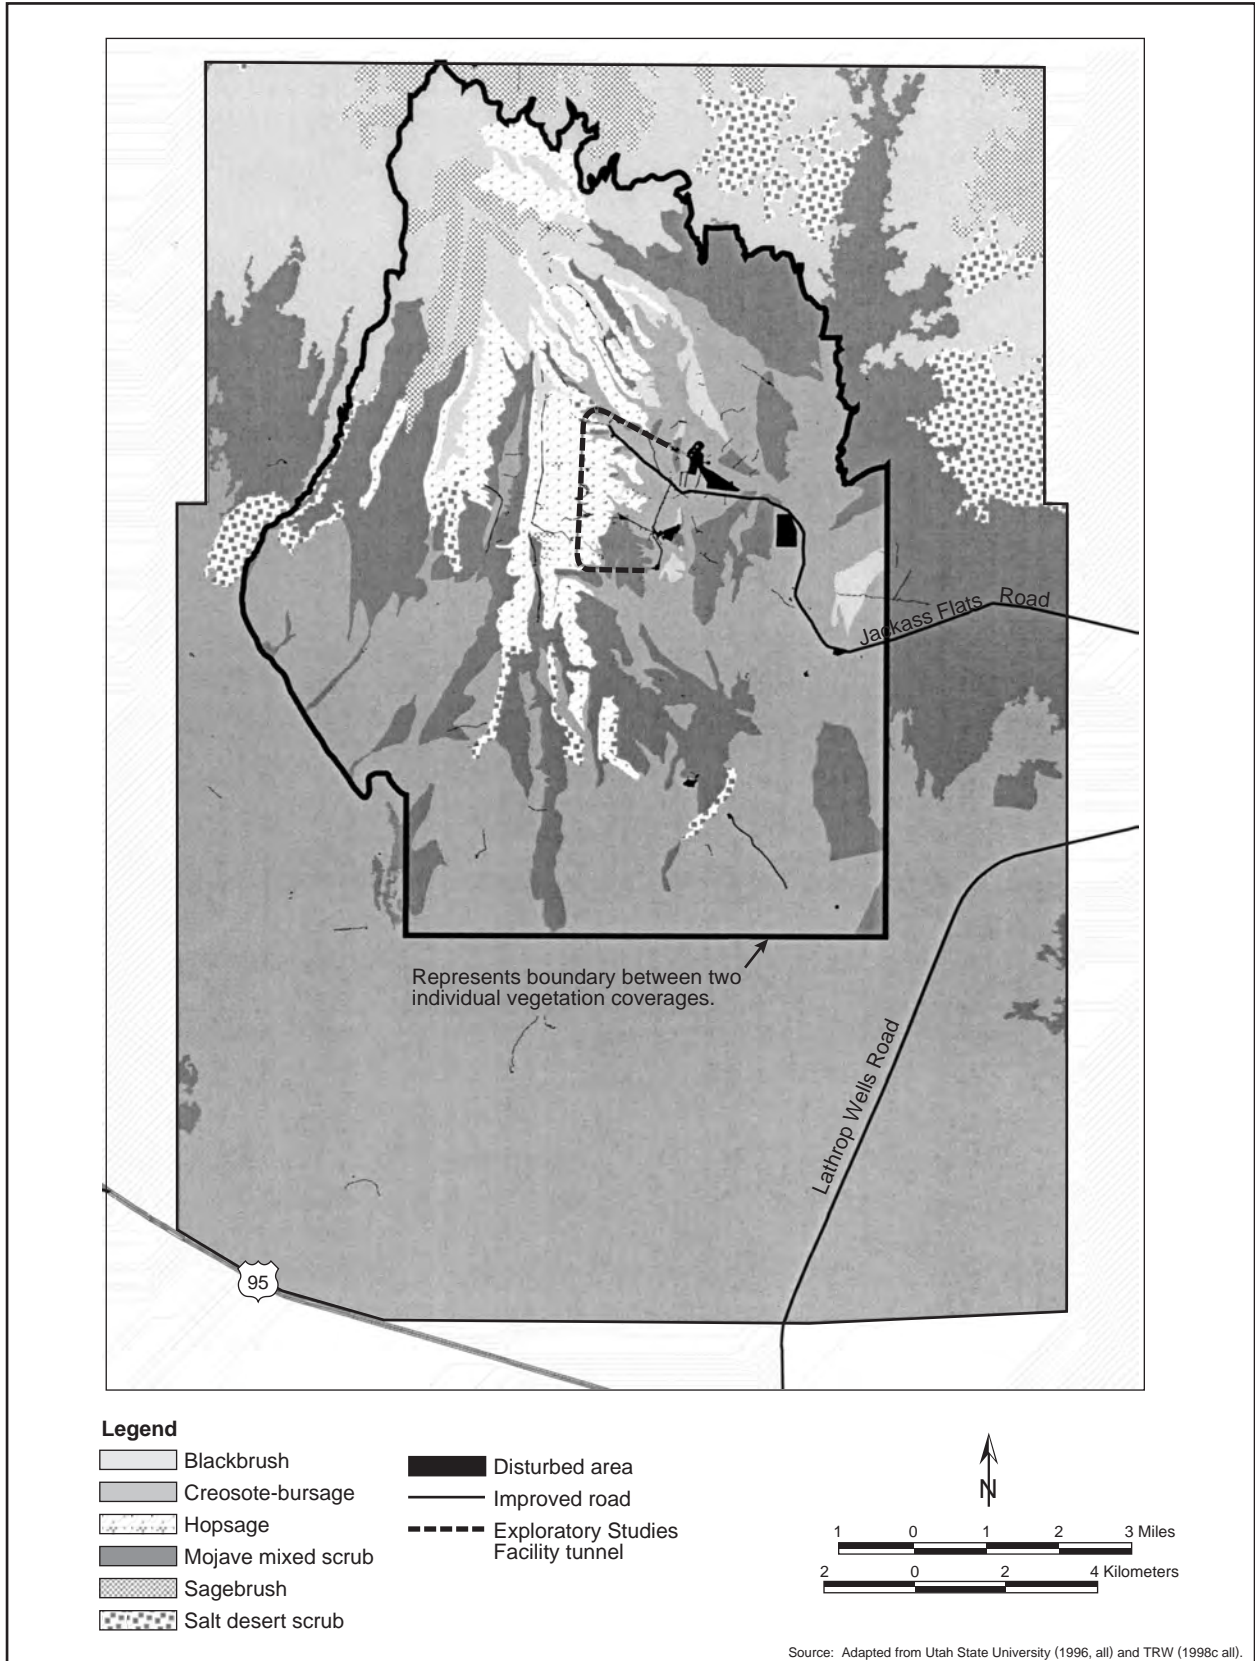 Jackass Flats Road
Represents boundary between two
individual vegetation coverages.
Lathrop Wells Road
95
Legend
Blackbrush
Creosote-bursage
Hopsage
Mojave mixed scrub
Sagebrush
Salt desert scrub
Disturbed area
Improved road
Exploratory Studies
Facility tunnel
N
1 0 1 2 3 Miles
2 0 2 4 Kilometers
Source: Adapted from Utah State University (1996, all) and TRW (1998c all).